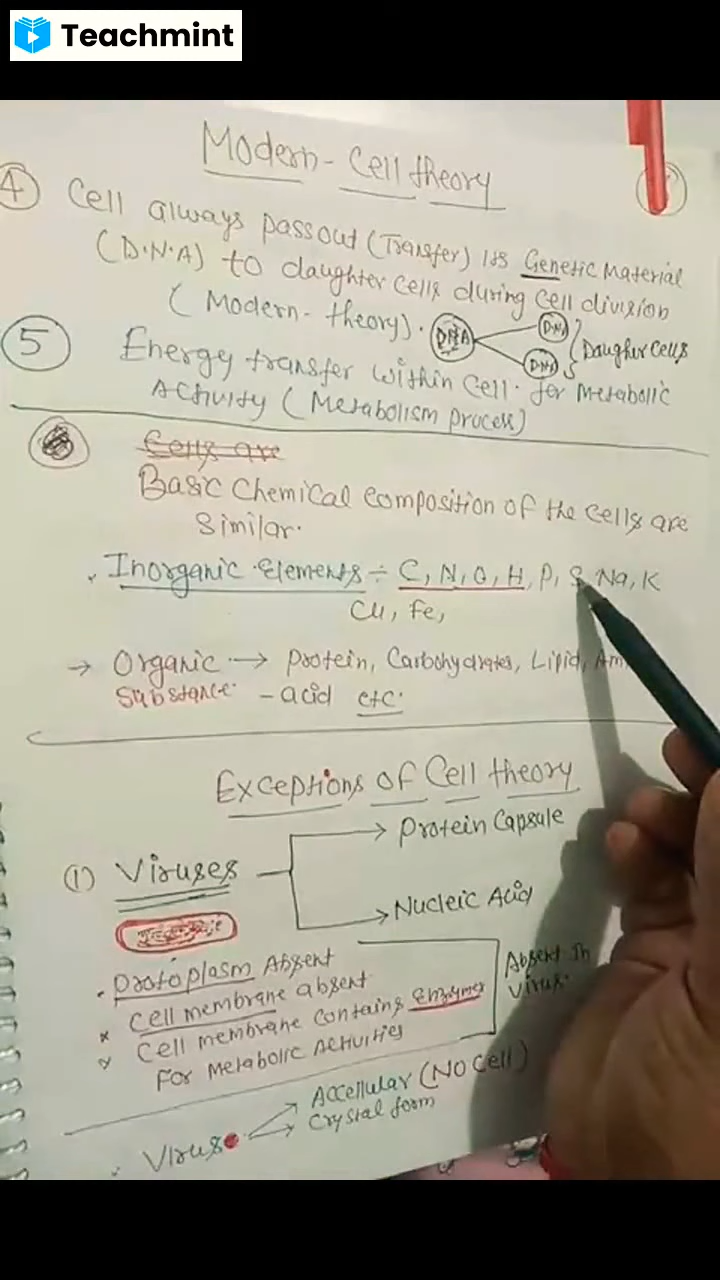 Teachmint
Modern - Cell theory
4 Cell always passout (Transfer) its Genetic Material
(D.N.A) to daughter cells during cell division
(Modern - theory).
DNA DNA DNA Daugher cells
5 Energy transfer within cell. for Metabolic
Activity (Metabolism process)
Cells are
Basic Chemical composition of the cells are
Similar.
Inorganic Elements ÷ C, N, O, H, P, S, Na, K
Cu, Fe,
→ Organic → Protein, Carbohydrates, Lipid, Am
Substance - acid etc.
Exceptions of Cell theory
① Viruses → Protein Capsule
→ Nucleic Acid
. Protoplasm Absent
× Cell membrane absent
Cell membrane contains Enzymes
For Metabolic Activities
Absent In
virus.
Virus → Accellular (NO Cell)
→ Crystal form